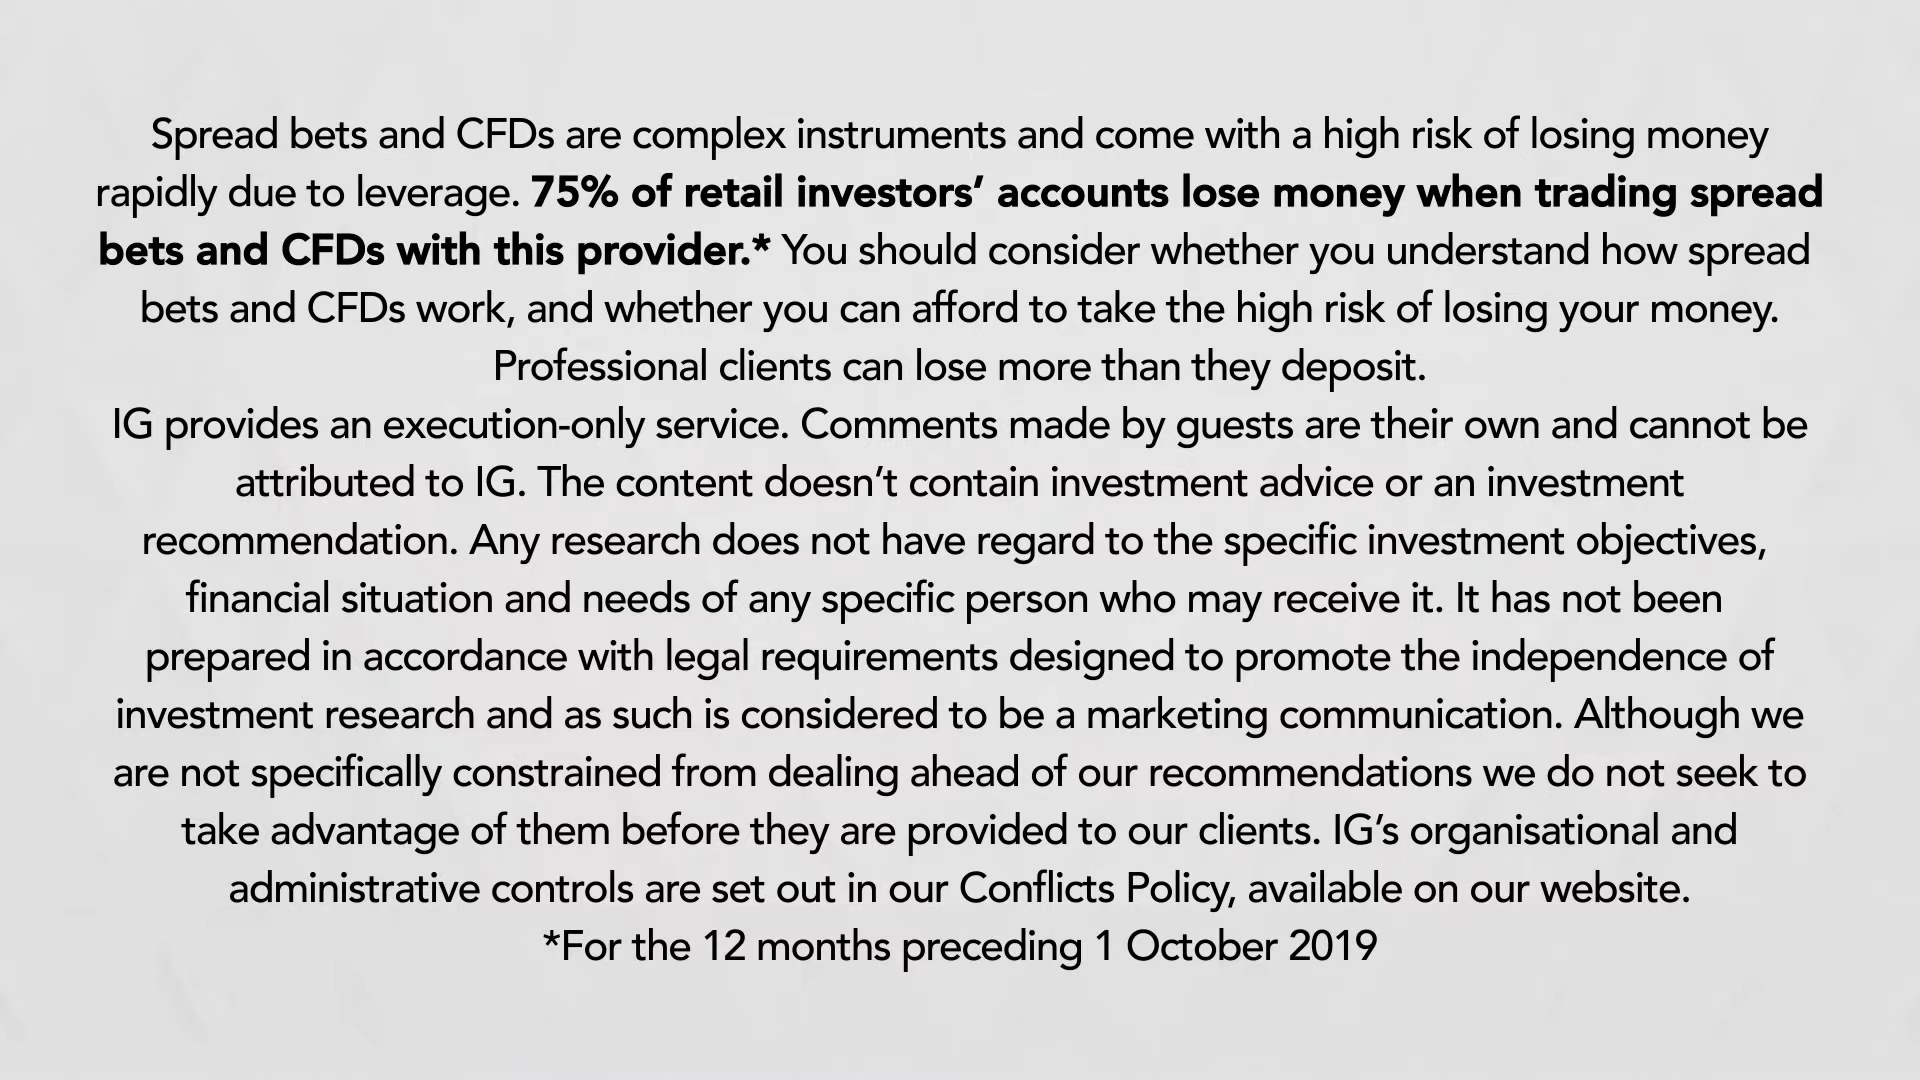 Spread bets and CFDs are complex instruments and come with a high risk of losing money
rapidly due to leverage. 75% of retail investors’ accounts lose money when trading spread
bets and CFDs with this provider.* You should consider whether you understand how spread
bets and CFDs work, and whether you can afford to take the high risk of losing your money.
Professional clients can lose more than they deposit.
IG provides an execution-only service. Comments made by guests are their own and cannot be
attributed to IG. The content doesn’t contain investment advice or an investment
recommendation. Any research does not have regard to the specific investment objectives,
financial situation and needs of any specific person who may receive it. It has not been
prepared in accordance with legal requirements designed to promote the independence of
investment research and as such is considered to be a marketing communication. Although we
are not specifically constrained from dealing ahead of our recommendations we do not seek to
take advantage of them before they are provided to our clients. IG’s organisational and
administrative controls are set out in our Conflicts Policy, available on our website.
*For the 12 months preceding 1 October 2019